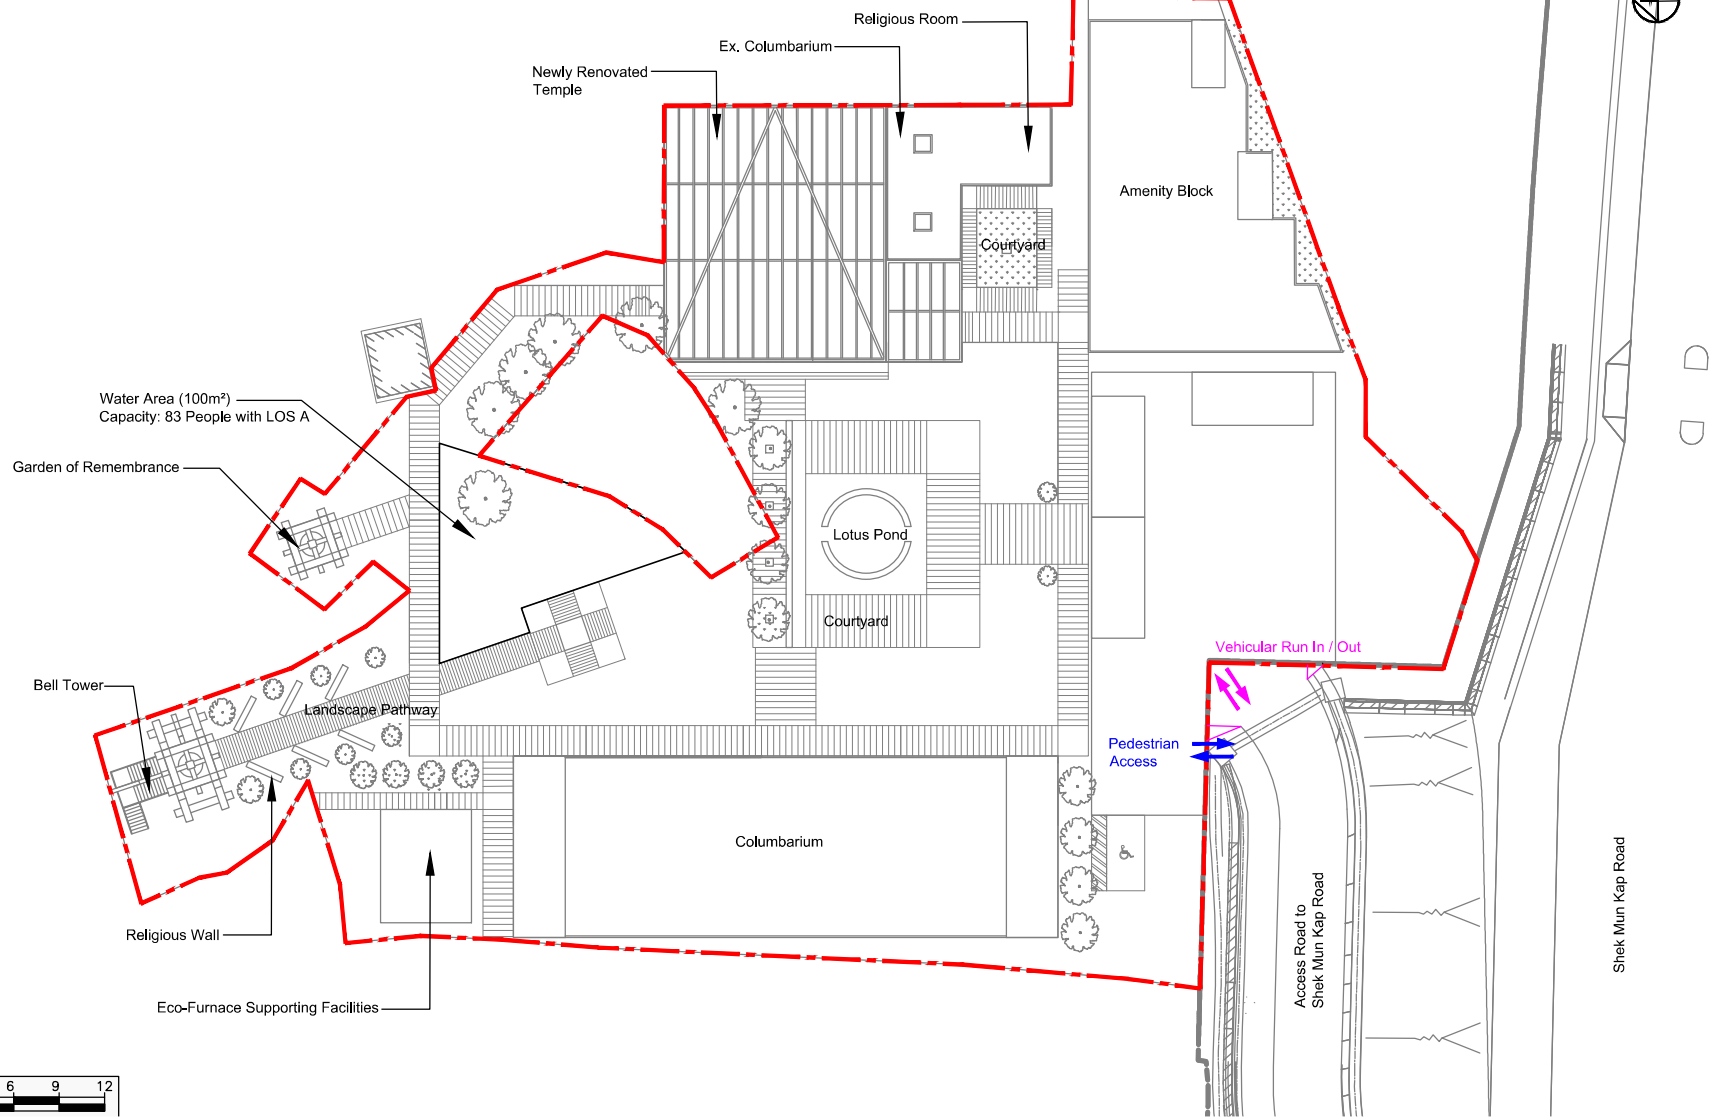 Religious Room
Ex. Columbarium
Newly Renovated
Temple
Amenity Block
Courtyard
Water Area (100m²)
Capacity: 83 People with LOS A
Garden of Remembrance
Lotus Pond
Courtyard
Vehicular Run In / Out
Bell Tower
Landscape Pathway
Pedestrian
Access
Columbarium
Religious Wall
Eco-Furnace Supporting Facilities
Access Road to
Shek Mun Kap Road
Shek Mun Kap Road
6 9 12